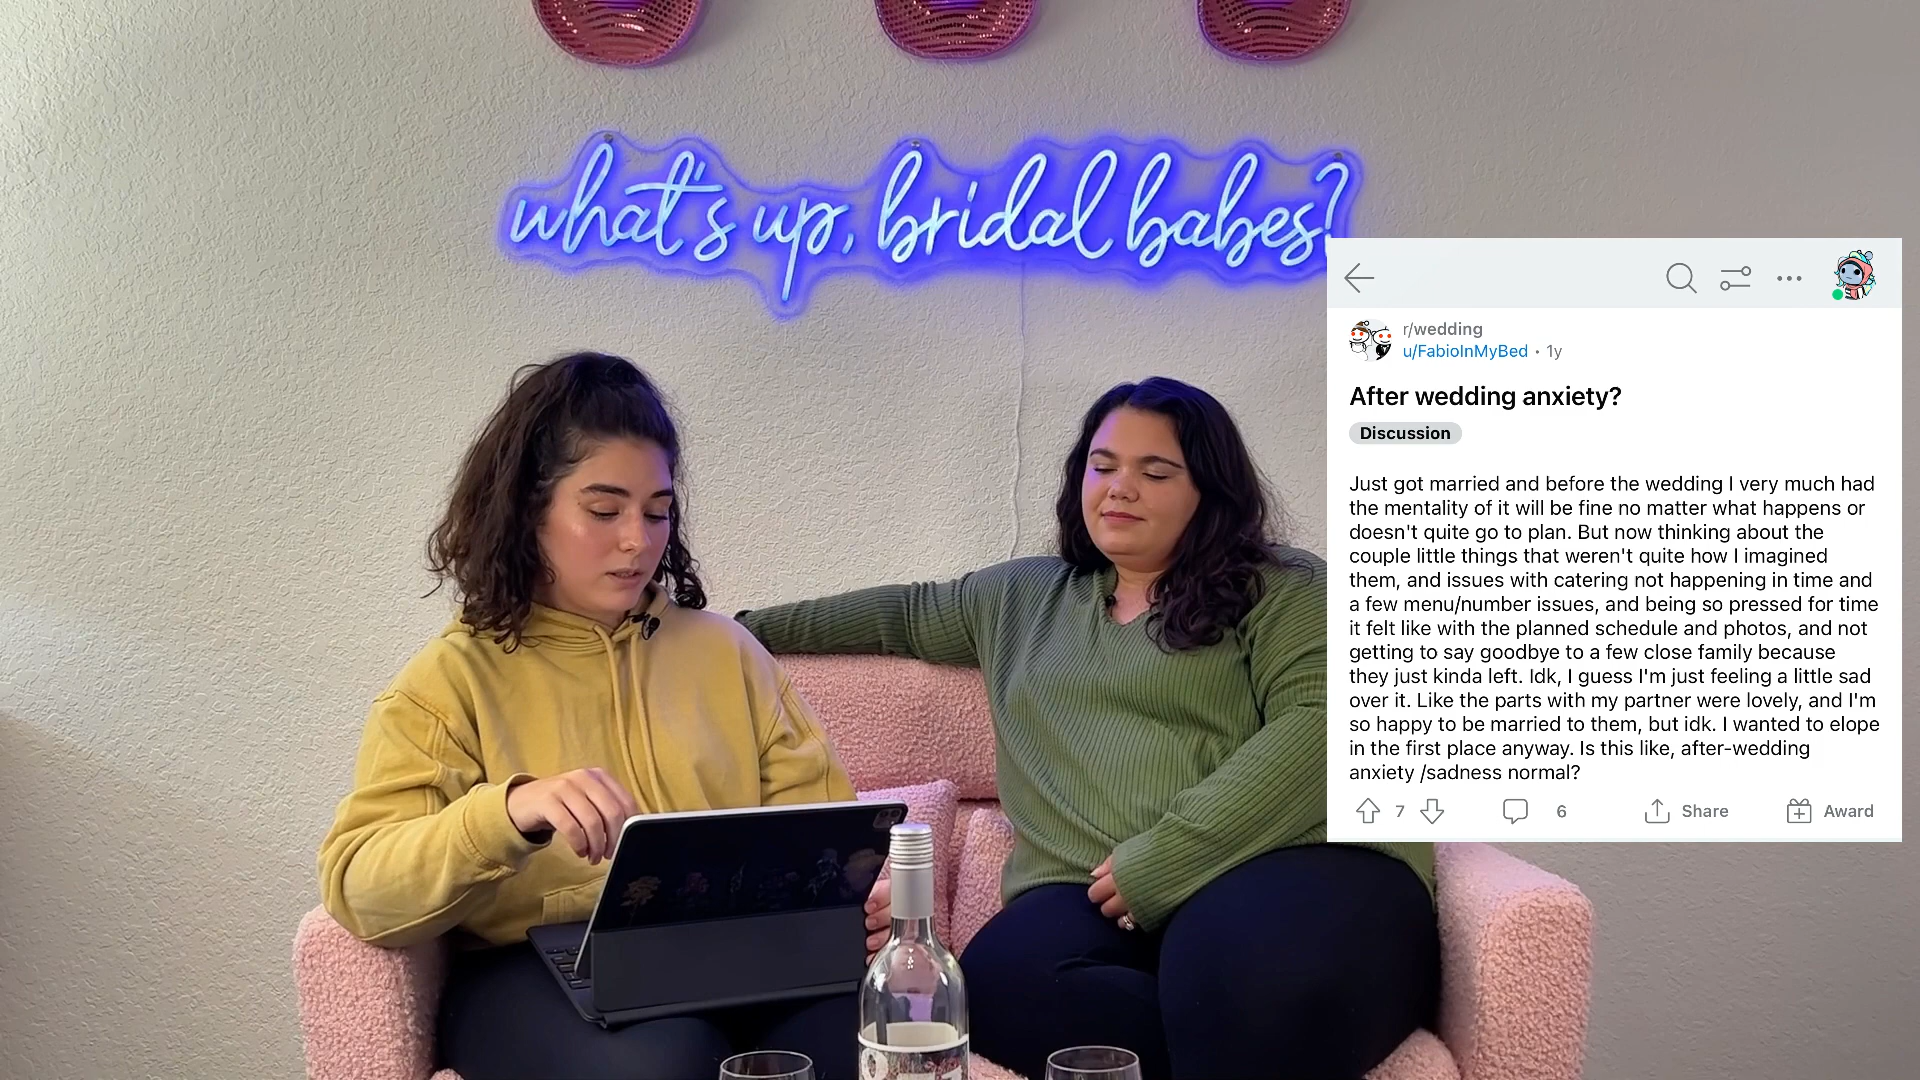 what's up, bridal babes?
r/wedding
u/FabioInMyBed · 1y
After wedding anxiety?
Discussion
Just got married and before the wedding I very much had
the mentality of it will be fine no matter what happens or
doesn't quite go to plan. But now thinking about the
couple little things that weren't quite how I imagined
them, and issues with catering not happening in time and
a few menu/number issues, and being so pressed for time
it felt like with the planned schedule and photos, and not
getting to say goodbye to a few close family because
they just kinda left. Idk, I guess I'm just feeling a little sad
over it. Like the parts with my partner were lovely, and I'm
so happy to be married to them, but idk. I wanted to elope
in the first place anyway. Is this like, after-wedding
anxiety /sadness normal?
7 6 Share Award